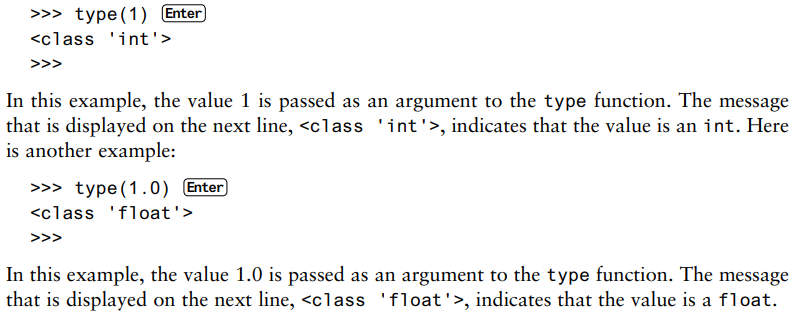 >>> type(1) Enter
<class 'int'>
>>>
In this example, the value 1 is passed as an argument to the type function. The message
that is displayed on the next line, <class 'int'>, indicates that the value is an int. Here
is another example:
>>> type(1.0) Enter
<class 'float'>
>>>
In this example, the value 1.0 is passed as an argument to the type function. The message
that is displayed on the next line, <class 'float'>, indicates that the value is a float.